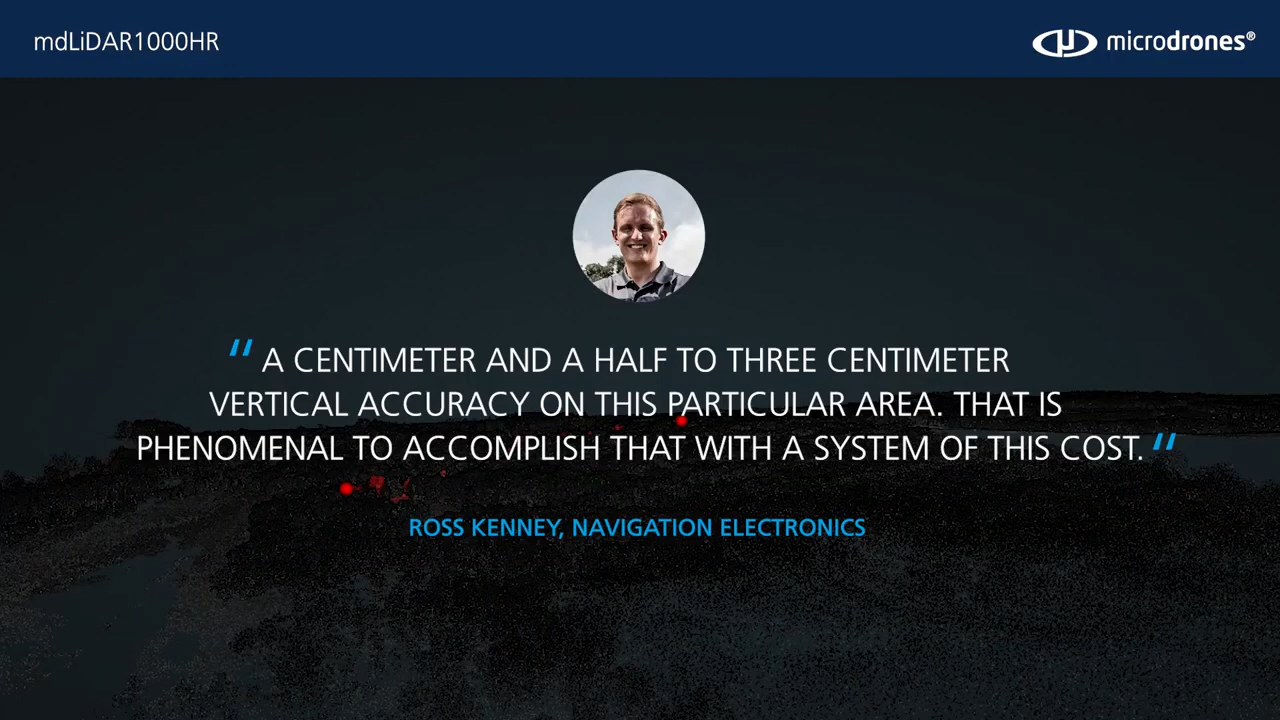 mdLiDAR1000HR
microdrones®
“A CENTIMETER AND A HALF TO THREE CENTIMETER
VERTICAL ACCURACY ON THIS PARTICULAR AREA. THAT IS
PHENOMENAL TO ACCOMPLISH THAT WITH A SYSTEM OF THIS COST.”
ROSS KENNEY, NAVIGATION ELECTRONICS